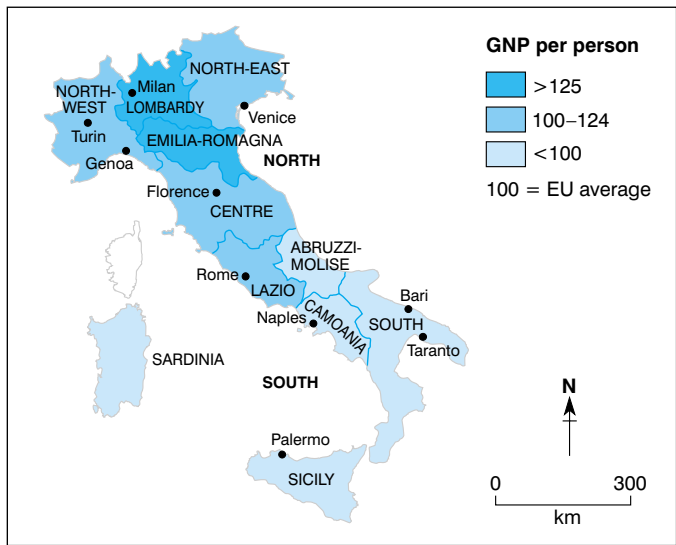 GNP per person
>125
100–124
<100
100 = EU average
NORTH-EAST
NORTH-
WEST
Milan
LOMBARDY
Turin
Venice
EMILIA-ROMAGNA
Genoa
NORTH
Florence
CENTRE
ABRUZZI-
MOLISE
Rome
LAZIO
Bari
Naples
CAMOANIA
SOUTH
Taranto
SARDINIA
SOUTH
Palermo
SICILY
N
0 300
km